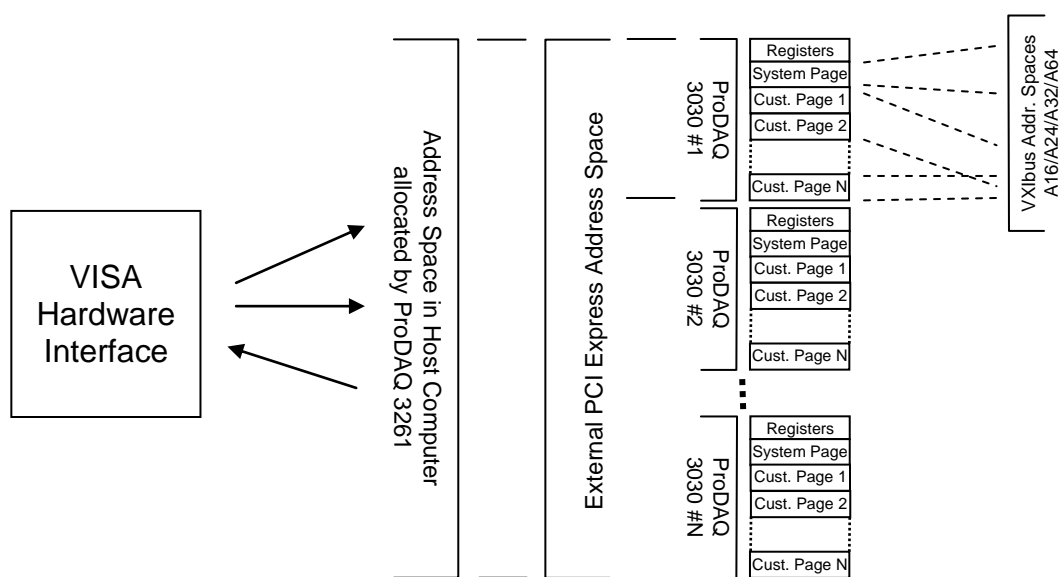 VISA
Hardware
Interface
Address Space in Host Computer
allocated by ProDAQ 3261
External PCI Express Address Space
ProDAQ
3030 #1
Registers
System Page
Cust. Page 1
Cust. Page 2
Cust. Page N
ProDAQ
3030 #2
Registers
System Page
Cust. Page 1
Cust. Page 2
Cust. Page N
ProDAQ
3030 #N
Registers
System Page
Cust. Page 1
Cust. Page 2
Cust. Page N
VXIbus Addr. Spaces
A16/A24/A32/A64